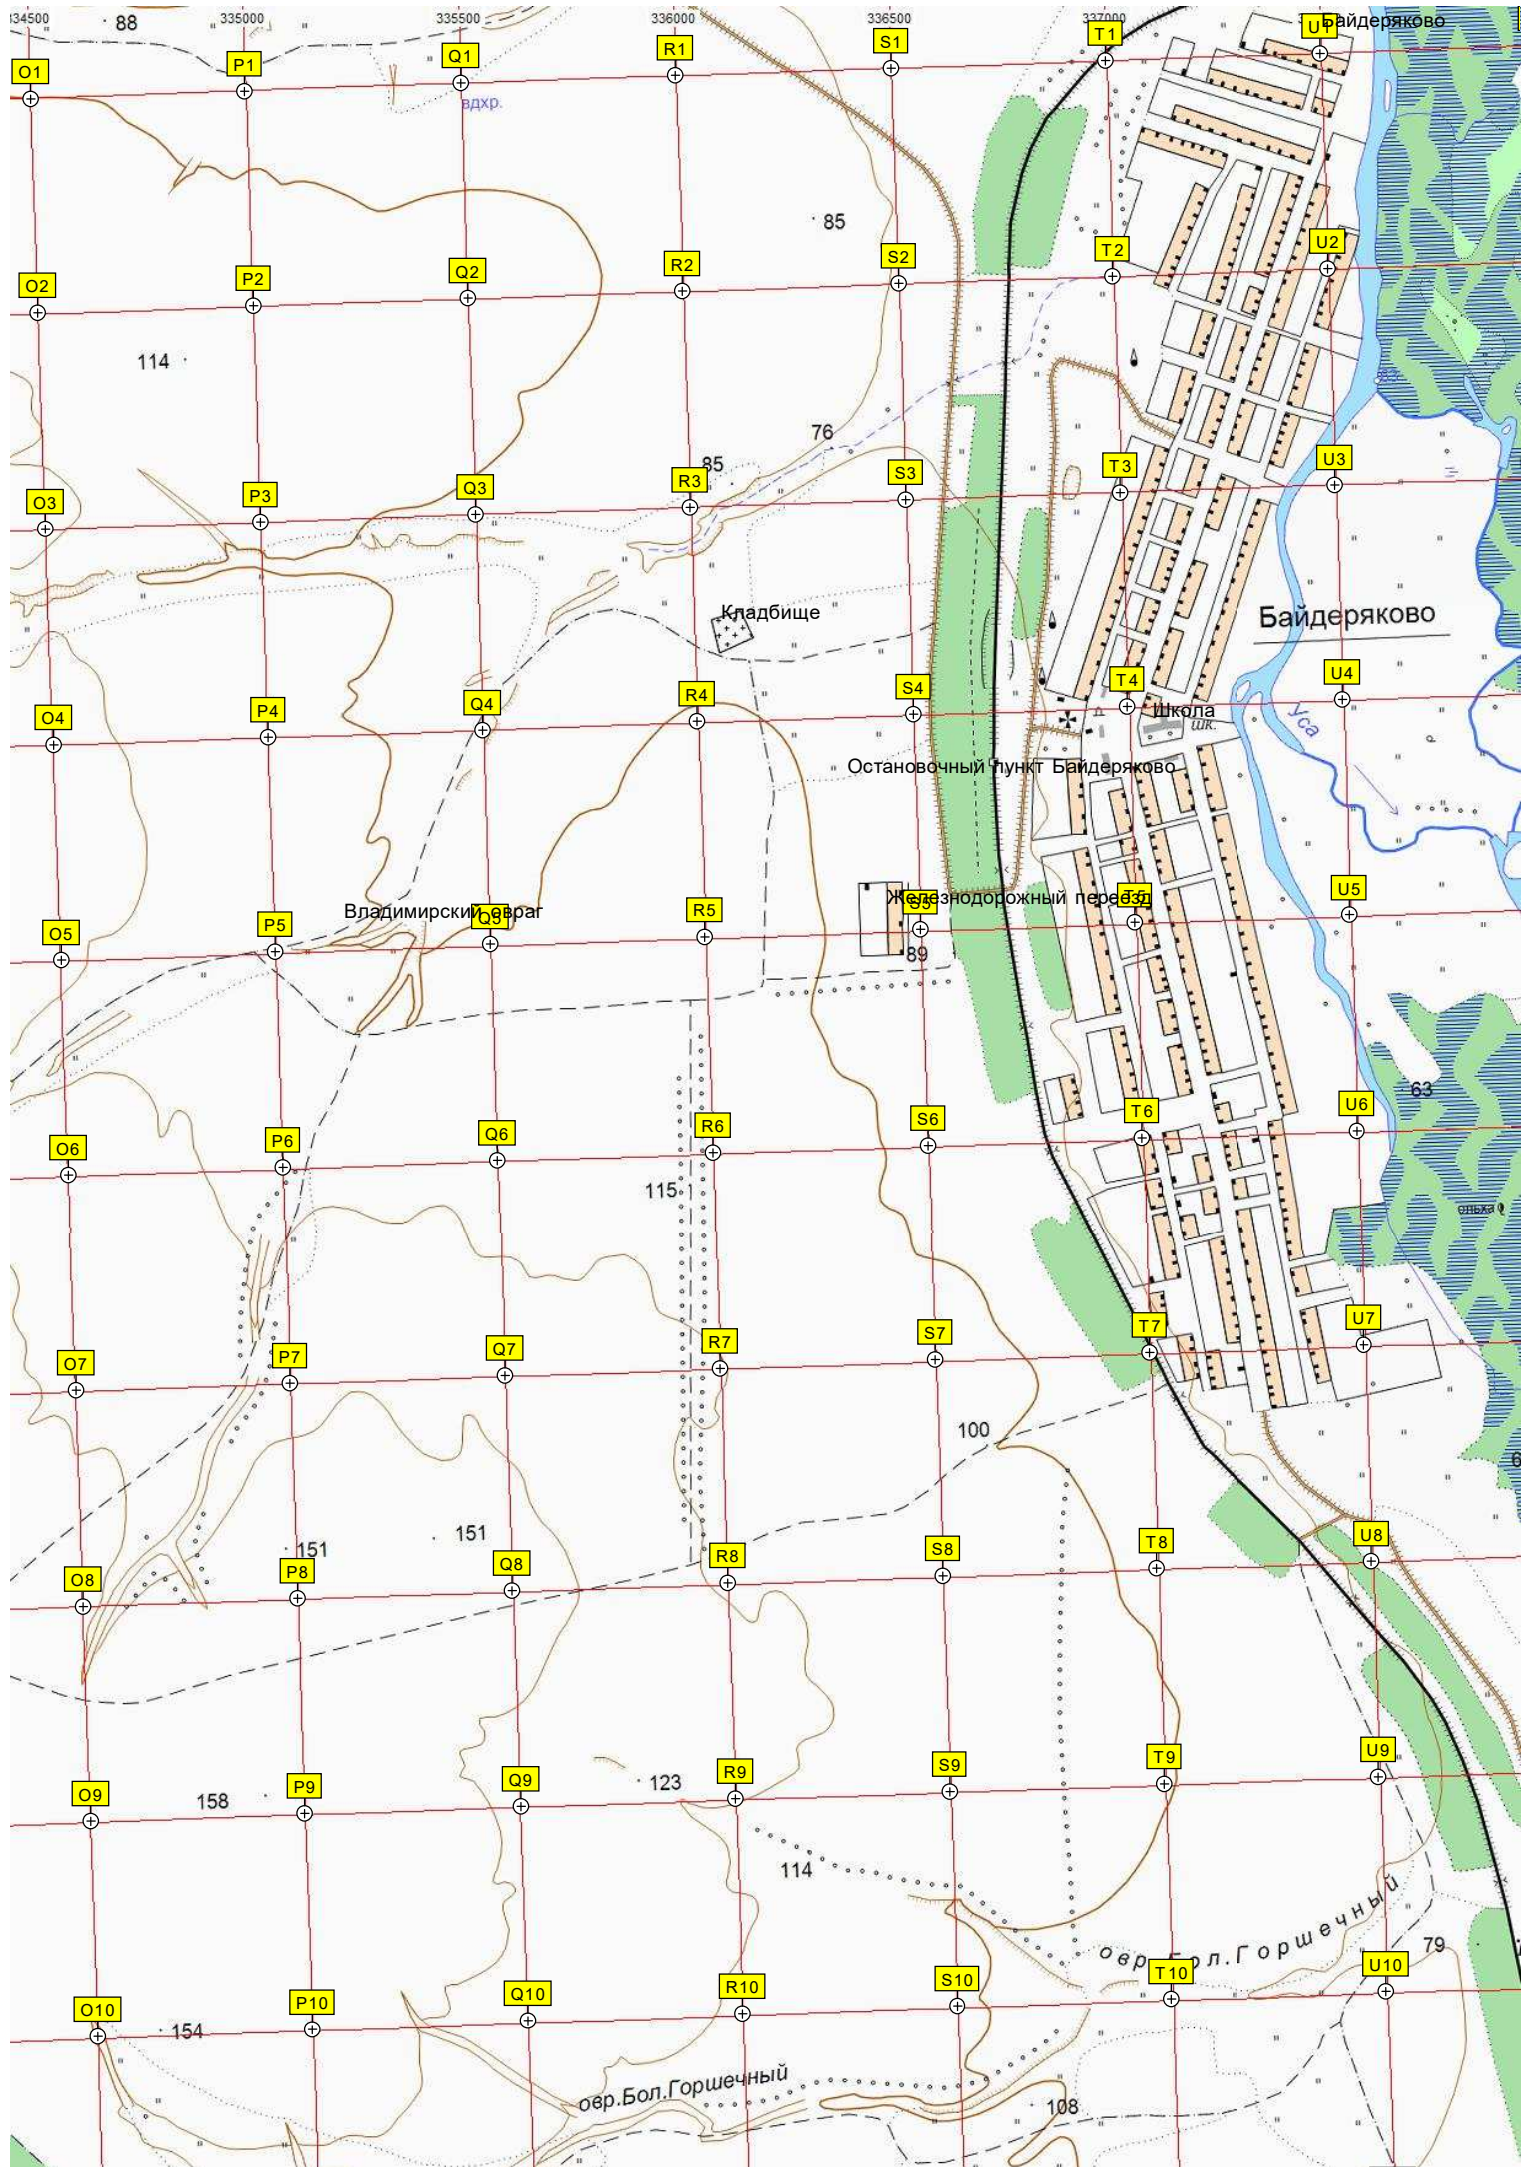 334500 335000 335500 336000 336500 337000
88
Байдеряково
O1 P1 Q1 R1 S1 T1 U1
вдхр.
85
O2 P2 Q2 R2 S2 T2 U2
114
76
85
O3 P3 Q3 R3 S3 T3 U3
Кладбище
Байдеряково
O4 P4 Q4 R4 S4 T4 U4
Школа
шк.
Уса
Остановочный пункт Байдеряково
Железнодорожный переезд
Владимирский овраг
O5 P5 Q5 R5 S5 T5 U5
89
63
O6 P6 Q6 R6 S6 T6 U6
115
ольха
O7 P7 Q7 R7 S7 T7 U7
100
151
151
O8 P8 Q8 R8 S8 T8 U8
O9 P9 Q9 R9 S9 T9 U9
158
123
114
овр.Бол.Горшечный
79
O10 P10 Q10 R10 S10 T10 U10
154
овр.Бол.Горшечный
108